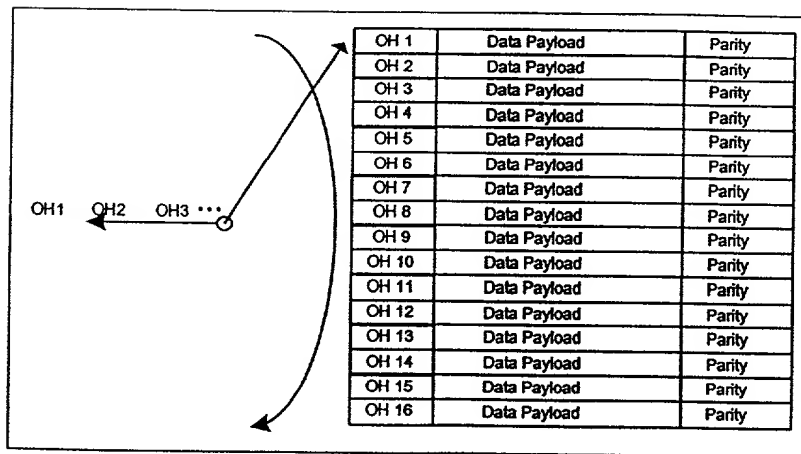 OH 1 Data Payload Parity
OH 2 Data Payload Parity
OH 3 Data Payload Parity
OH 4 Data Payload Parity
OH 5 Data Payload Parity
OH 6 Data Payload Parity
OH 7 Data Payload Parity
OH1 OH2 OH3 ...
OH 8 Data Payload Parity
OH 9 Data Payload Parity
OH 10 Data Payload Parity
OH 11 Data Payload Parity
OH 12 Data Payload Parity
OH 13 Data Payload Parity
OH 14 Data Payload Parity
OH 15 Data Payload Parity
OH 16 Data Payload Parity